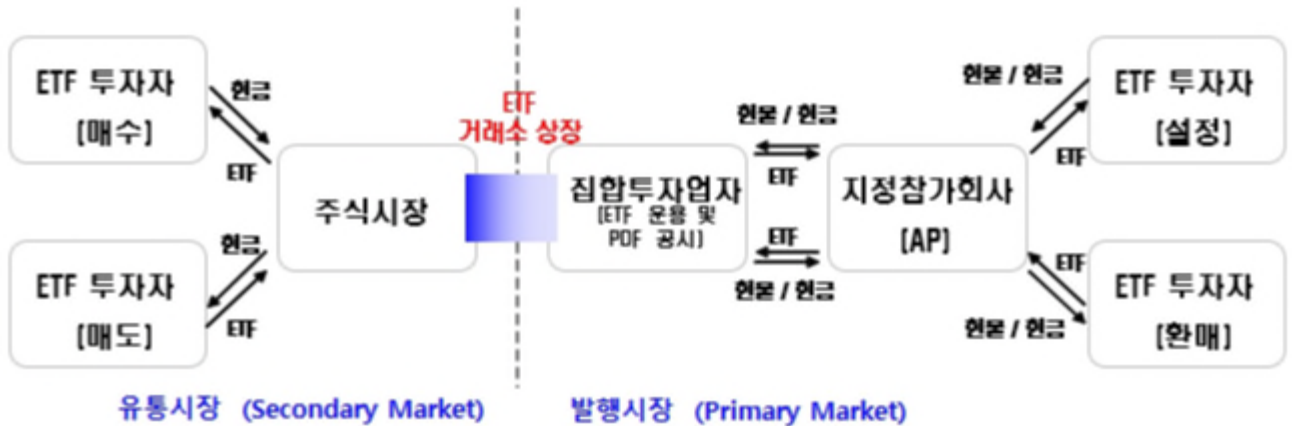 ETF 투자자
[매수]
현금
ETF
ETF 투자자
[매도]
현금
ETF
주식시장
ETF
거래소 상장
집합투자업자
[ETF 운용 및
PDF 공시]
현물 / 현금
ETF
ETF
현물 / 현금
지정참가회사
[AP]
현물 / 현금
ETF
ETF 투자자
[설정]
ETF
현물 / 현금
ETF 투자자
[환매]
유통시장 (Secondary Market)
발행시장 (Primary Market)